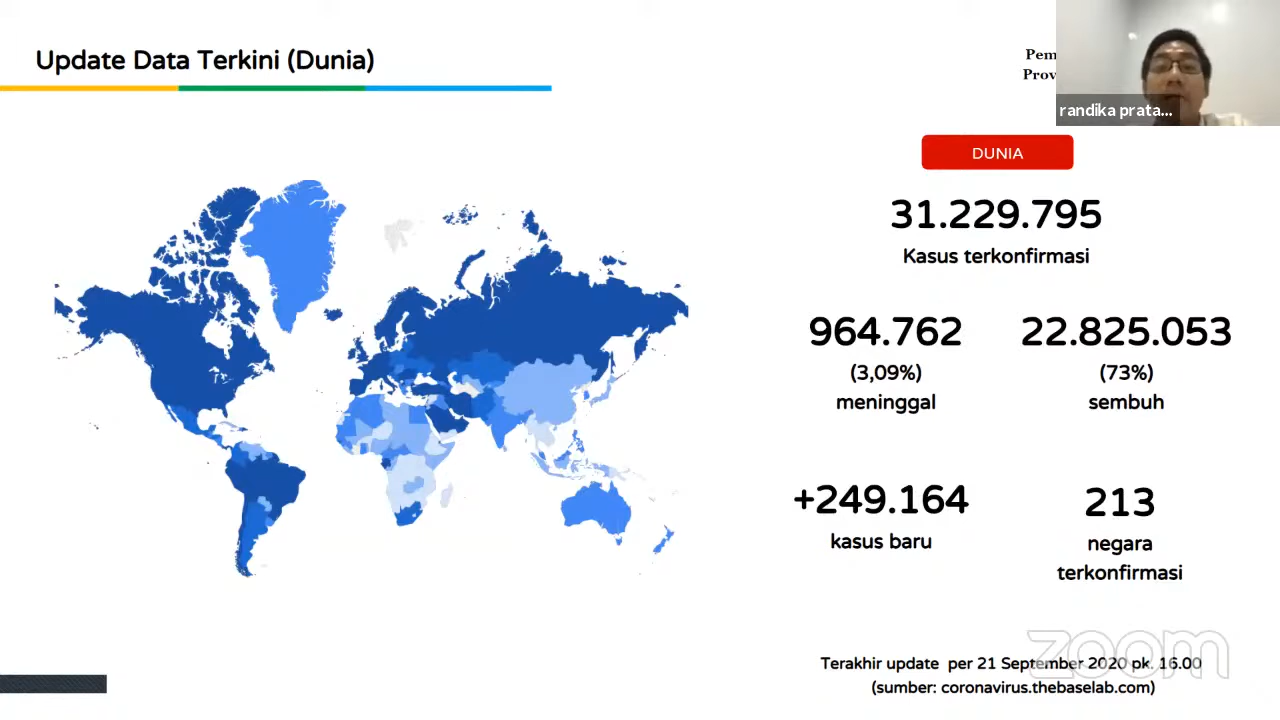 Update Data Terkini (Dunia)
randika prata...
DUNIA
31.229.795
Kasus terkonfirmasi
964.762
(3,09%)
meninggal
22.825.053
(73%)
sembuh
+249.164
kasus baru
213
negara
terkonfirmasi
zoom
Terakhir update per 21 September 2020 pk. 16.00
(sumber: coronavirus.thebaselab.com)